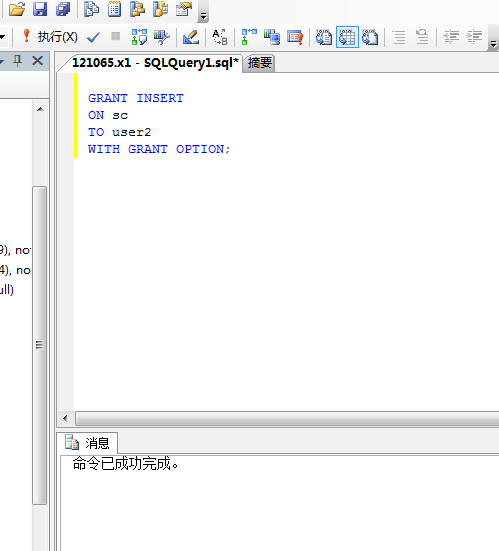 执行(X)
121065.x1 - SQLQuery1.sql* 摘要
GRANT INSERT
ON sc
TO user2
WITH GRANT OPTION;
9), no
4), no
ull)
消息
命令已成功完成。